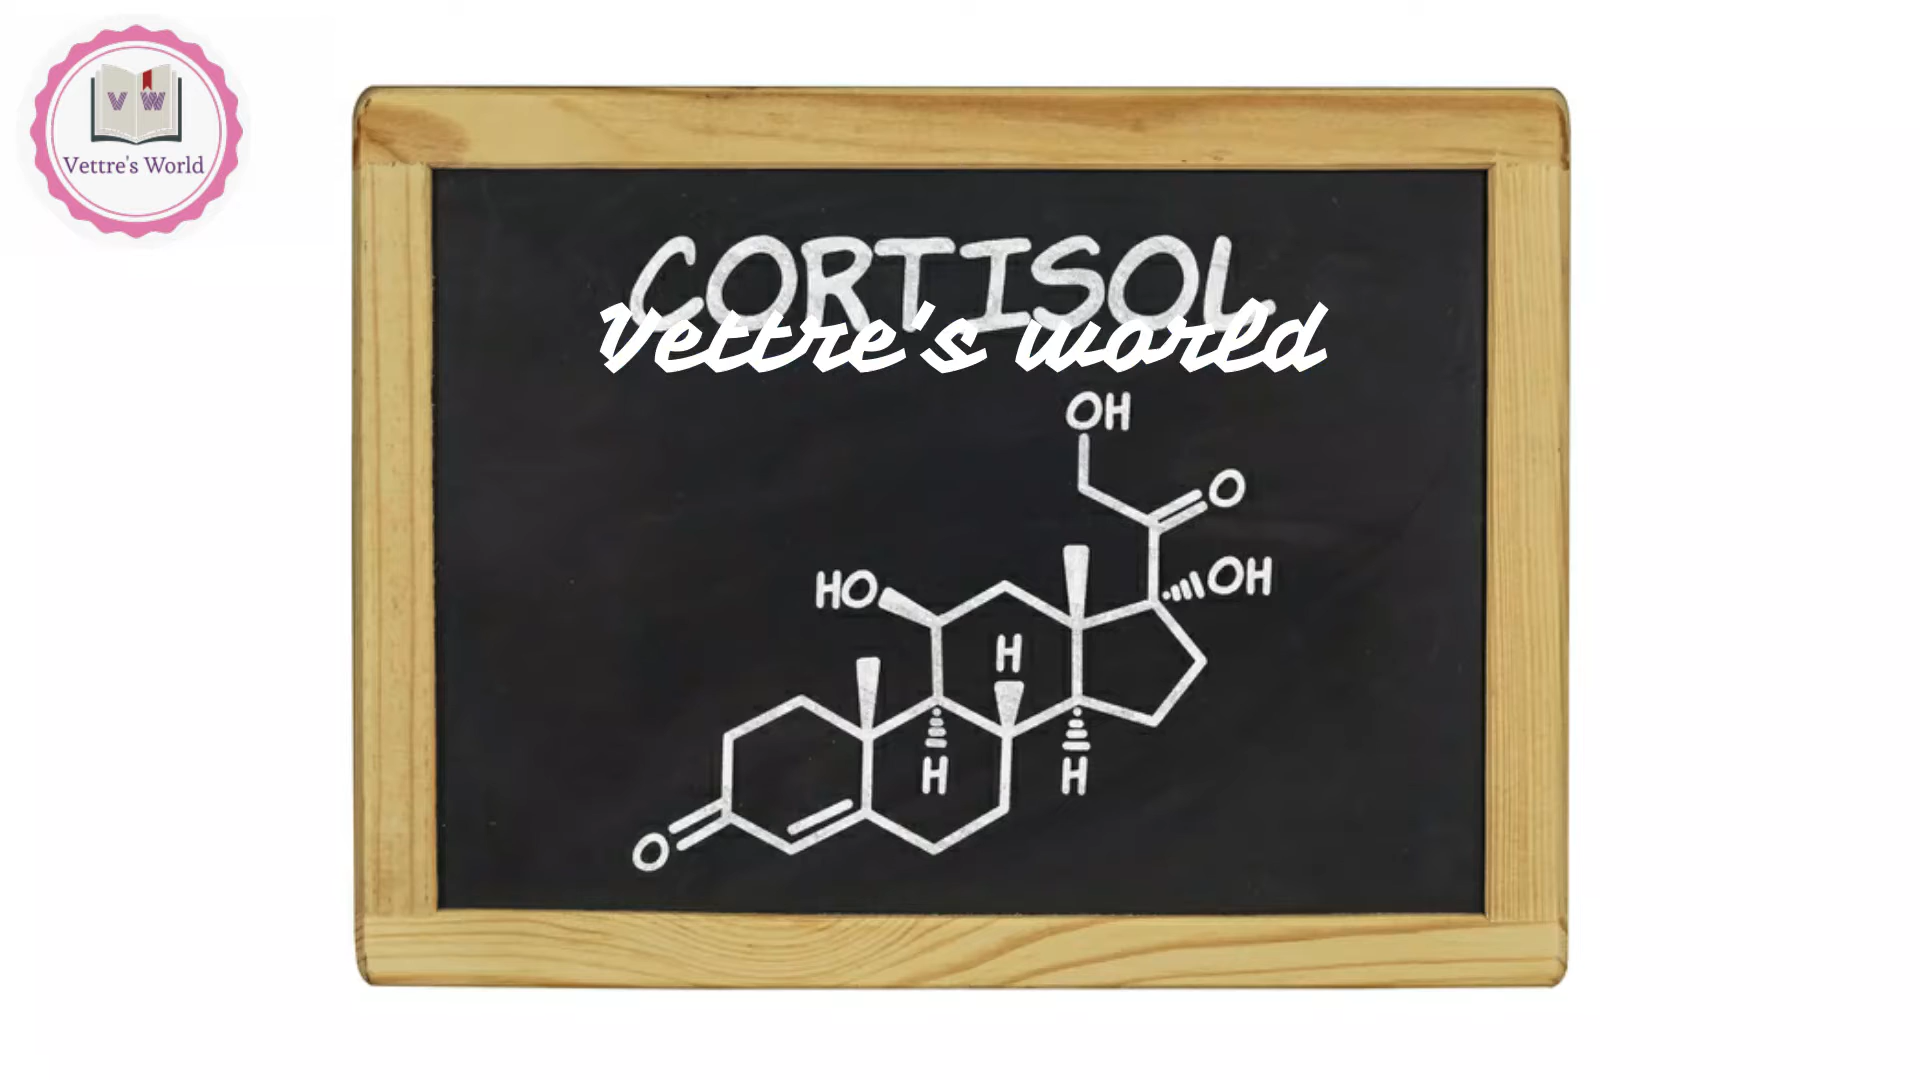 V W
Vettre's World
CORTISOL
Vettre's world
OH
O
HO
OH
H
H
H
O